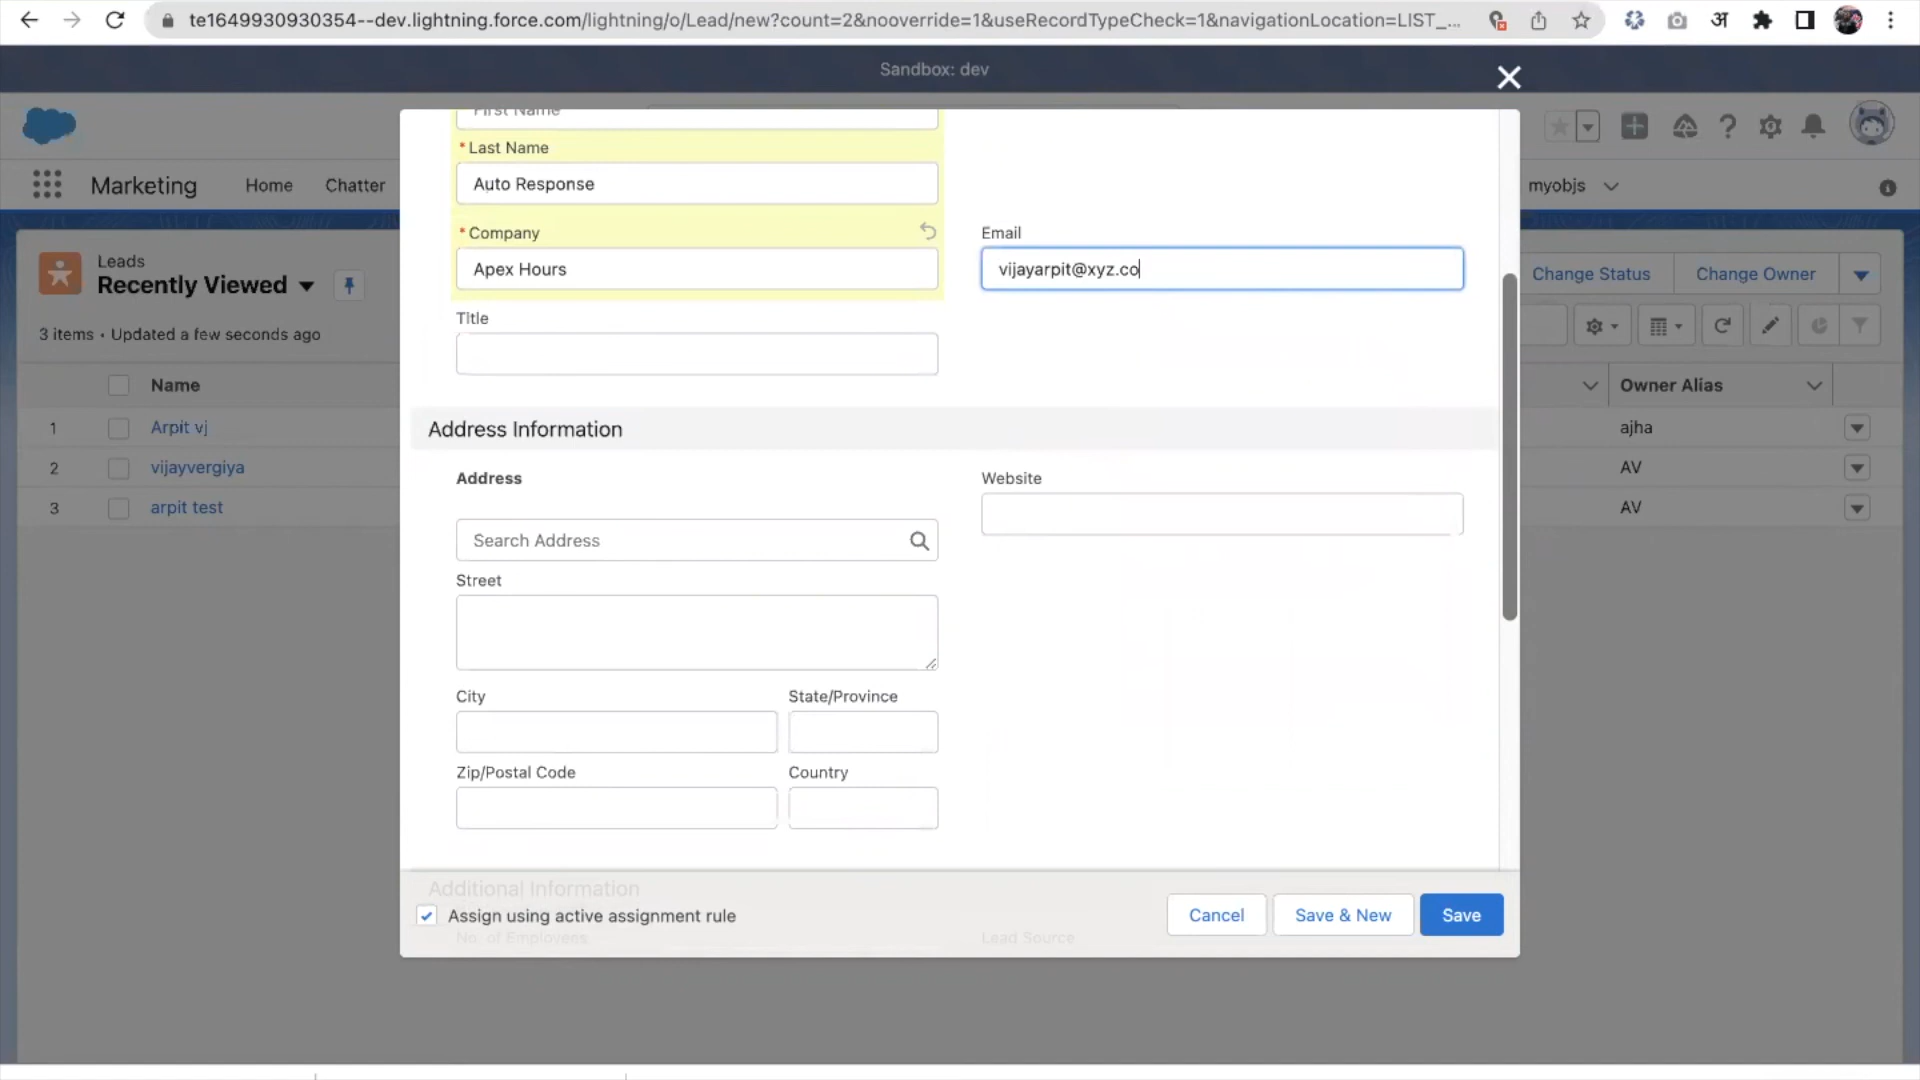 te1649930930354--dev.lightning.force.com/lightning/o/Lead/new?count=2&nooverride=1&useRecordTypeCheck=1&navigationLocation=LIST_...
अ
Sandbox: dev
Marketing
Home
Chatter
myobjs
Leads
Recently Viewed
3 items • Updated a few seconds ago
Change Status
Change Owner
Name
Owner Alias
1
Arpit vj
ajha
2
vijayvergiya
AV
3
arpit test
AV
First Name
*Last Name
Auto Response
*Company
Apex Hours
Email
vijayarpit@xyz.co
Title
Address Information
Address
Website
Search Address
Street
City
State/Province
Zip/Postal Code
Country
Additional Information
Assign using active assignment rule
No. of Employees
Lead Source
Cancel
Save & New
Save